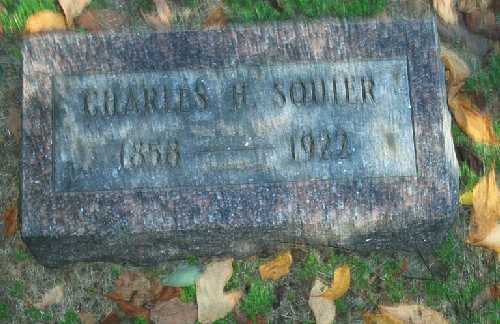 CHARLES H. SQUIER
1858 — 1922